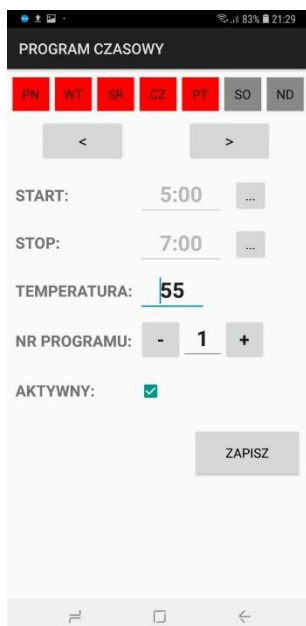 83% 21:29
PROGRAM CZASOWY
PN WT SR CZ PT SO ND
< >
START: 5:00 ...
STOP: 7:00 ...
TEMPERATURA: 55
NR PROGRAMU: - 1 +
AKTYWNY:
ZAPISZ